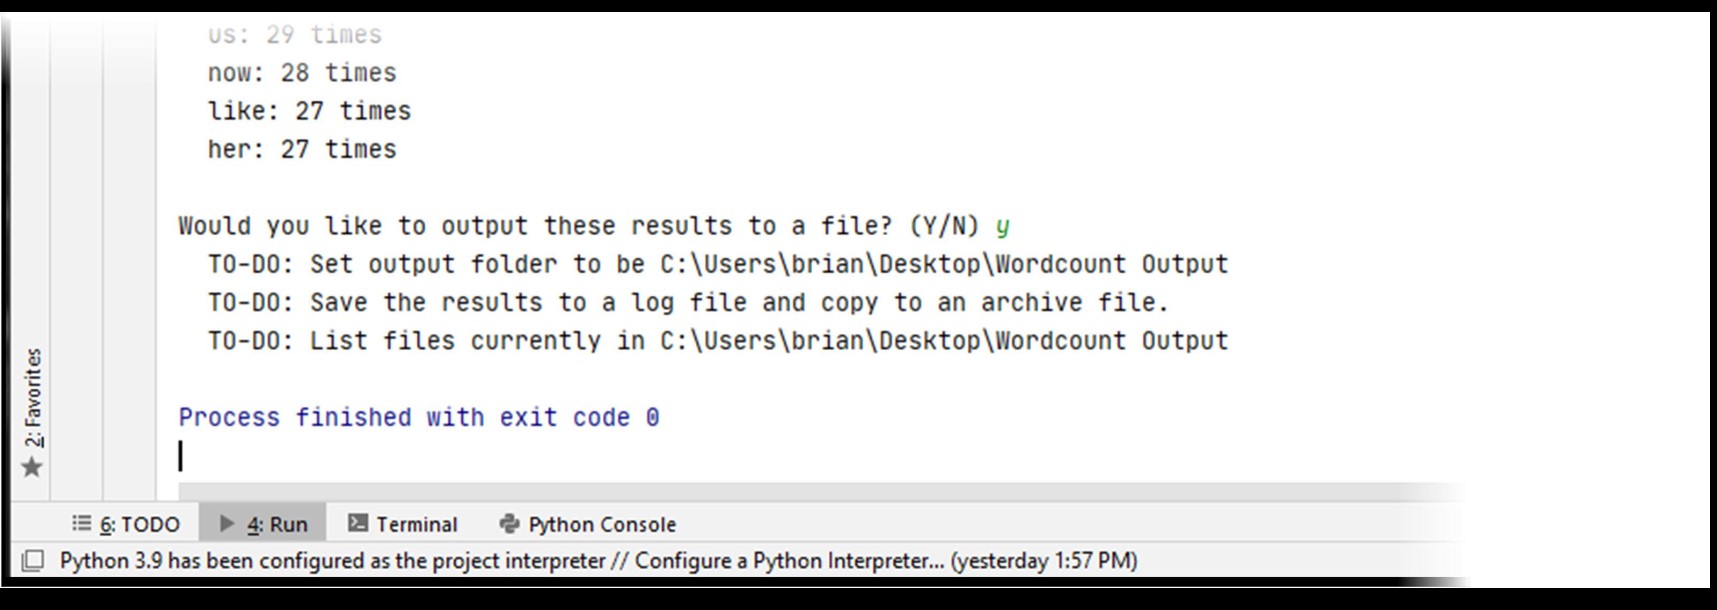 us: 29 times
now: 28 times
like: 27 times
her: 27 times
Would you like to output these results to a file? (Y/N) y
TO-DO: Set output folder to be C:\Users\brian\Desktop\Wordcount Output
TO-DO: Save the results to a log file and copy to an archive file.
TO-DO: List files currently in C:\Users\brian\Desktop\Wordcount Output
Process finished with exit code 0
2: Favorites
6: TODO 4: Run Terminal Python Console
Python 3.9 has been configured as the project interpreter // Configure a Python Interpreter... (yesterday 1:57 PM)